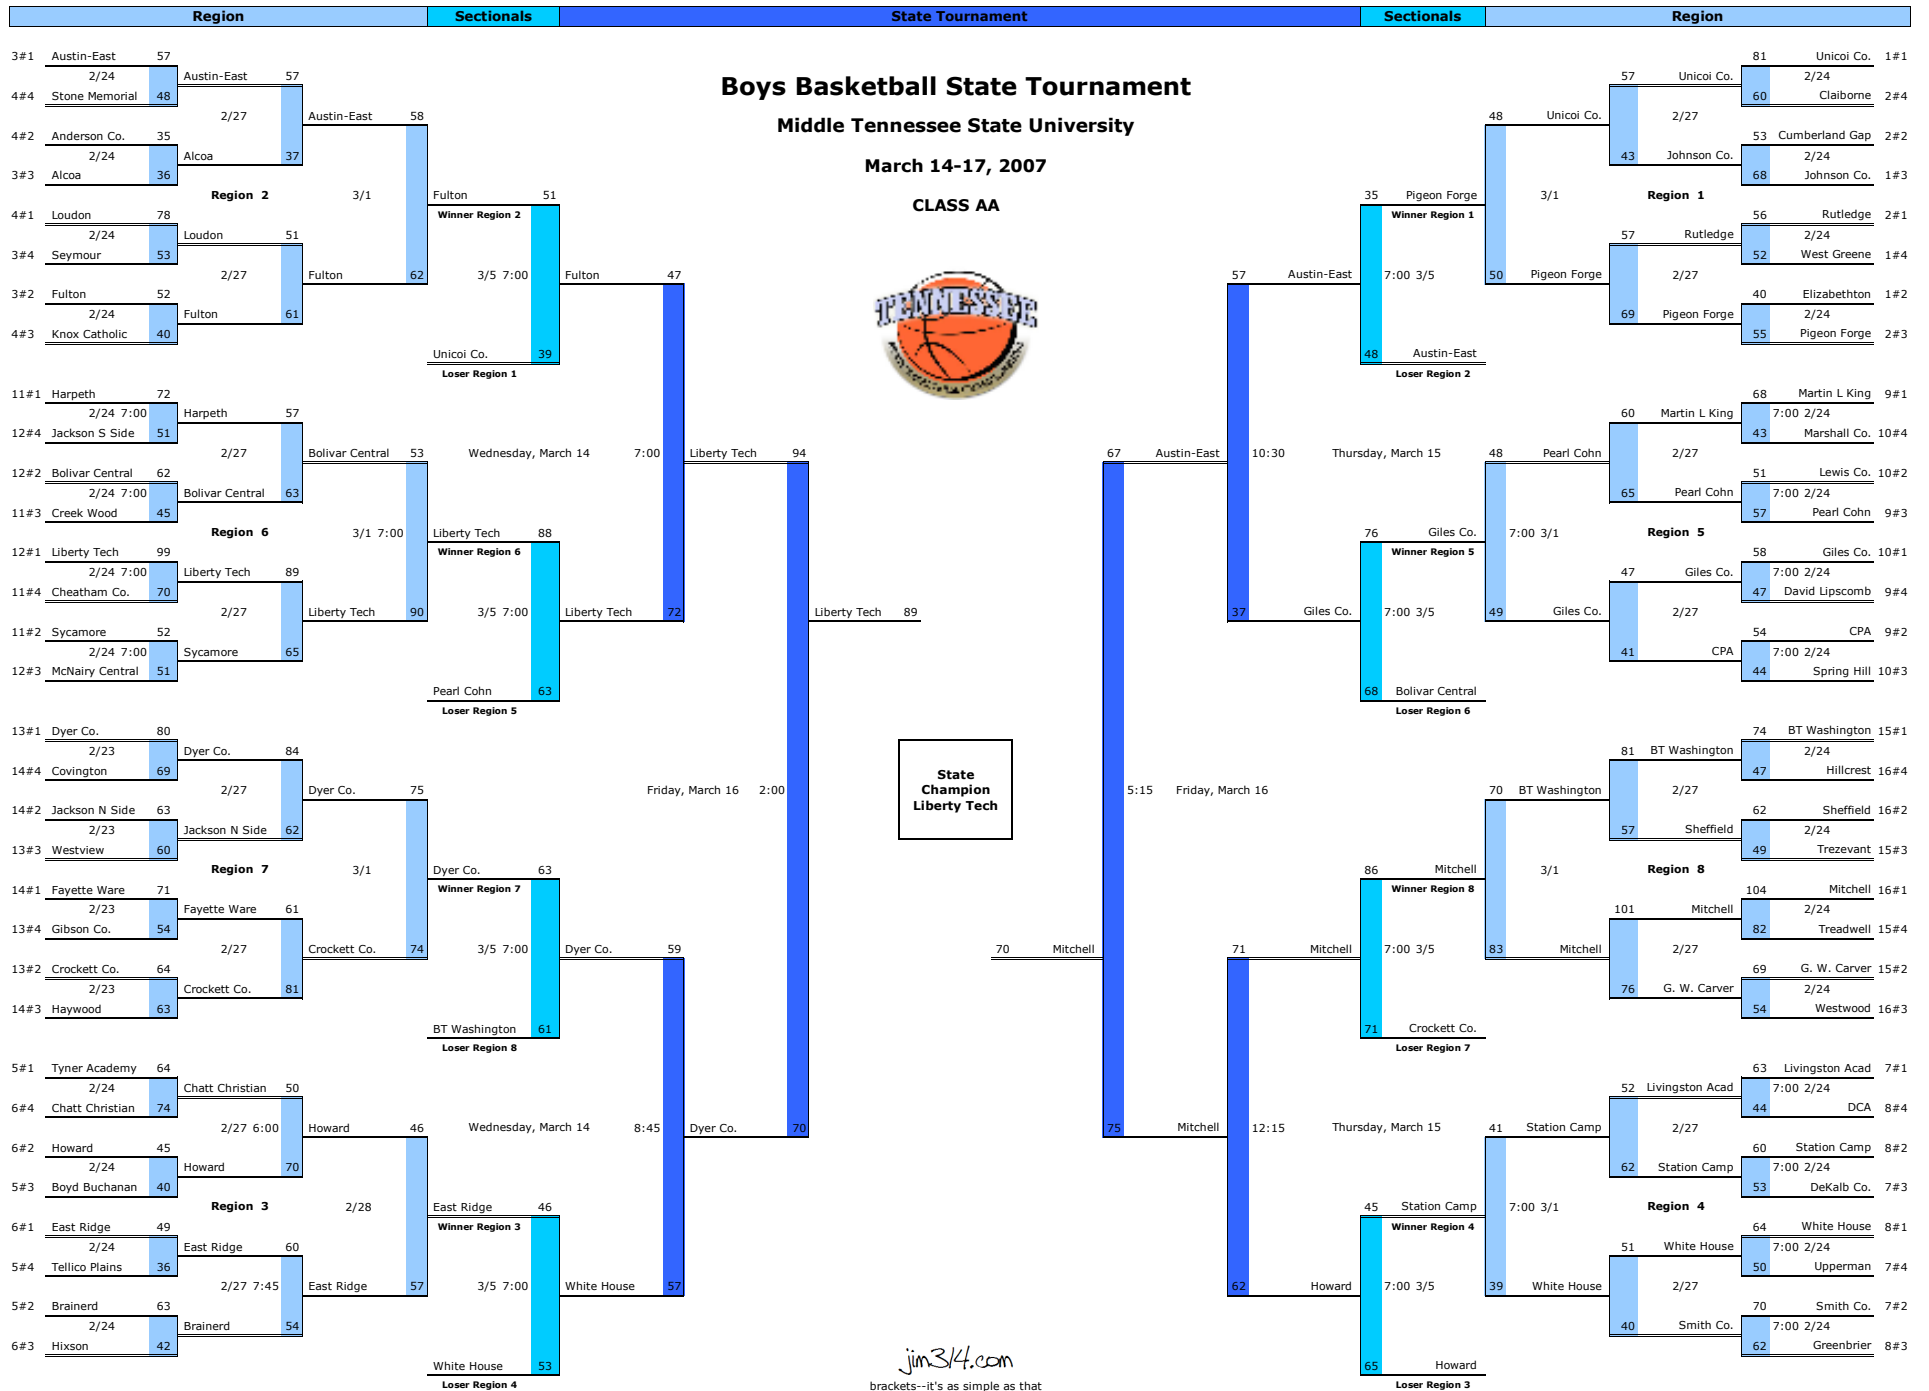 Region Sectionals State Tournament Sectionals Region
Boys Basketball State Tournament
Middle Tennessee State University
March 14-17, 2007
CLASS AA
TENNESSEE
3#1 Austin-East 57
2/24 Austin-East 57
4#4 Stone Memorial 48
2/27 Austin-East 58
4#2 Anderson Co. 35
2/24 Alcoa 37
3#3 Alcoa 36
Region 2 3/1 Fulton 51
Winner Region 2
4#1 Loudon 78
2/24 Loudon 51
3#4 Seymour 53
2/27 Fulton 62 3/5 7:00 Fulton 47
3#2 Fulton 52
2/24 Fulton 61
4#3 Knox Catholic 40
Unicoi Co. 39
Loser Region 1
11#1 Harpeth 72
2/24 7:00 Harpeth 57
12#4 Jackson S Side 51
2/27 Bolivar Central 53 Wednesday, March 14 7:00 Liberty Tech 94
12#2 Bolivar Central 62
2/24 7:00 Bolivar Central 63
11#3 Creek Wood 45
Region 6 3/1 7:00 Liberty Tech 88
Winner Region 6
12#1 Liberty Tech 99
2/24 7:00 Liberty Tech 89
11#4 Cheatham Co. 70
2/27 Liberty Tech 90 3/5 7:00 Liberty Tech 72 Liberty Tech 89
11#2 Sycamore 52
2/24 7:00 Sycamore 65
12#3 McNairy Central 51
Pearl Cohn 63
Loser Region 5
13#1 Dyer Co. 80
2/23 Dyer Co. 84
14#4 Covington 69
2/27 Dyer Co. 75 Friday, March 16 2:00
14#2 Jackson N Side 63
2/23 Jackson N Side 62
13#3 Westview 60
Region 7 3/1 Dyer Co. 63
Winner Region 7
14#1 Fayette Ware 71
2/23 Fayette Ware 61
13#4 Gibson Co. 54
2/27 Crockett Co. 74 3/5 7:00 Dyer Co. 59
13#2 Crockett Co. 64
2/23 Crockett Co. 81
14#3 Haywood 63
BT Washington 61
Loser Region 8
5#1 Tyner Academy 64
2/24 Chatt Christian 50
6#4 Chatt Christian 74
2/27 6:00 Howard 46 Wednesday, March 14 8:45 Dyer Co. 70
6#2 Howard 45
2/24 Howard 70
5#3 Boyd Buchanan 40
Region 3 2/28 East Ridge 46
Winner Region 3
6#1 East Ridge 49
2/24 East Ridge 60
5#4 Tellico Plains 36
2/27 7:45 East Ridge 57 3/5 7:00 White House 57
5#2 Brainerd 63
2/24 Brainerd 54
6#3 Hixson 42
White House 53
Loser Region 4
State
Champion
Liberty Tech
81 Unicoi Co. 1#1
57 Unicoi Co. 2/24
60 Claiborne 2#4
48 Unicoi Co. 2/27
53 Cumberland Gap 2#2
43 Johnson Co. 2/24
68 Johnson Co. 1#3
35 Pigeon Forge 3/1 Region 1
Winner Region 1
56 Rutledge 2#1
57 Rutledge 2/24
52 West Greene 1#4
57 Austin-East 7:00 3/5 50 Pigeon Forge 2/27
40 Elizabethton 1#2
69 Pigeon Forge 2/24
55 Pigeon Forge 2#3
48 Austin-East
Loser Region 2
68 Martin L King 9#1
60 Martin L King 7:00 2/24
43 Marshall Co. 10#4
67 Austin-East 10:30 Thursday, March 15 48 Pearl Cohn 2/27
51 Lewis Co. 10#2
65 Pearl Cohn 7:00 2/24
57 Pearl Cohn 9#3
76 Giles Co. 7:00 3/1 Region 5
Winner Region 5
58 Giles Co. 10#1
47 Giles Co. 7:00 2/24
47 David Lipscomb 9#4
37 Giles Co. 7:00 3/5 49 Giles Co. 2/27
54 CPA 9#2
41 CPA 7:00 2/24
44 Spring Hill 10#3
68 Bolivar Central
Loser Region 6
74 BT Washington 15#1
81 BT Washington 2/24
47 Hillcrest 16#4
5:15 Friday, March 16 70 BT Washington 2/27
62 Sheffield 16#2
57 Sheffield 2/24
49 Trezevant 15#3
86 Mitchell 3/1 Region 8
Winner Region 8
104 Mitchell 16#1
101 Mitchell 2/24
82 Treadwell 15#4
70 Mitchell 71 Mitchell 7:00 3/5 83 Mitchell 2/27
69 G. W. Carver 15#2
76 G. W. Carver 2/24
54 Westwood 16#3
71 Crockett Co.
Loser Region 7
63 Livingston Acad 7#1
52 Livingston Acad 7:00 2/24
44 DCA 8#4
75 Mitchell 12:15 Thursday, March 15 41 Station Camp 2/27
60 Station Camp 8#2
62 Station Camp 7:00 2/24
53 DeKalb Co. 7#3
45 Station Camp 7:00 3/1 Region 4
Winner Region 4
64 White House 8#1
51 White House 7:00 2/24
50 Upperman 7#4
62 Howard 7:00 3/5 39 White House 2/27
70 Smith Co. 7#2
40 Smith Co. 7:00 2/24
62 Greenbrier 8#3
65 Howard
Loser Region 3
jim314.com
brackets--it's as simple as that